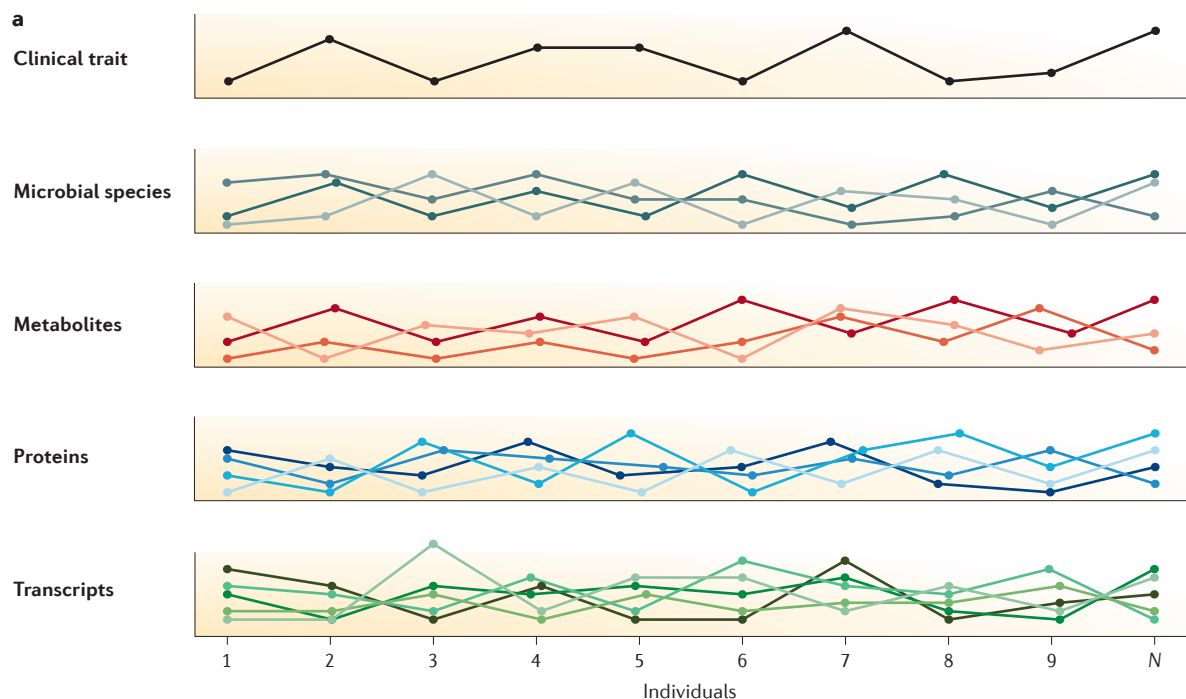 a
Clinical trait
Microbial species
Metabolites
Proteins
Transcripts
1 2 3 4 5 6 7 8 9 N
Individuals